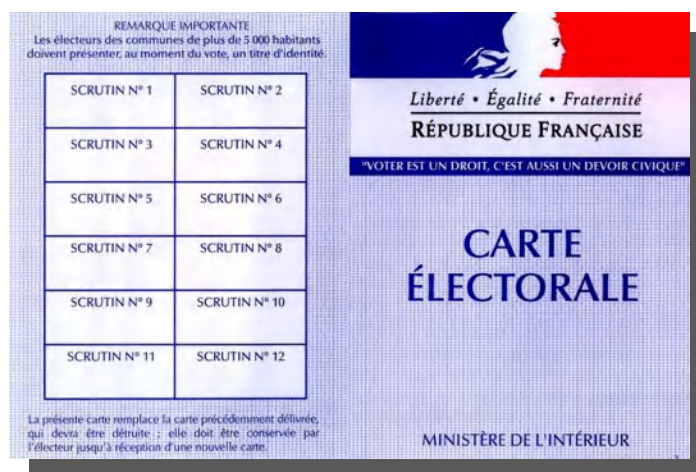 REMARQUE IMPORTANTE
Les électeurs des communes de plus de 5 000 habitants
doivent présenter, au moment du vote, un titre d'identité.
SCRUTIN N° 1 SCRUTIN N° 2
SCRUTIN N° 3 SCRUTIN N° 4
SCRUTIN N° 5 SCRUTIN N° 6
SCRUTIN N° 7 SCRUTIN N° 8
SCRUTIN N° 9 SCRUTIN N° 10
SCRUTIN N° 11 SCRUTIN N° 12
La présente carte remplace la carte précédemment délivrée,
qui devra être détruite ; elle doit être conservée par
l'électeur jusqu'à réception d'une nouvelle carte.
Liberté • Égalité • Fraternité
RÉPUBLIQUE FRANÇAISE
"VOTER EST UN DROIT, C'EST AUSSI UN DEVOIR CIVIQUE"
CARTE
ÉLECTORALE
MINISTÈRE DE L'INTÉRIEUR